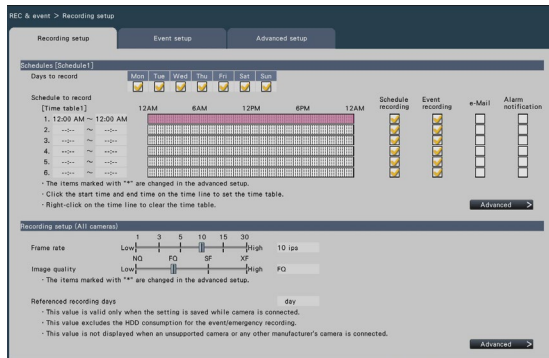 REC & event > Recording setup
Recording setup Event setup Advanced setup
Schedules [Schedule1]
Days to record Mon Tue Wed Thu Fri Sat Sun
Schedule to record
[Time table1] 12AM 6AM 12PM 6PM 12AM Schedule recording Event recording e-Mail Alarm notification
1. 12:00 AM ~ 12:00 AM
2. --:-- ~ --:--
3. --:-- ~ --:--
4. --:-- ~ --:--
5. --:-- ~ --:--
6. --:-- ~ --:--
· The items marked with "*" are changed in the advanced setup.
· Click the start time and end time on the time line to set the time table.
· Right-click on the time line to clear the time table.
Advanced >
Recording setup (All cameras)
1 3 5 10 15 30
Frame rate Low High 10 ips
NQ FQ SF XF
Image quality Low High FQ
· The items marked with "*" are changed in the advanced setup.
Referenced recording days day
· This value is valid only when the setting is saved while camera is connected.
· This value excludes the HDD consumption for the event/emergency recording.
· This value is not displayed when an unsupported camera or any other manufacturer's camera is connected.
Advanced >